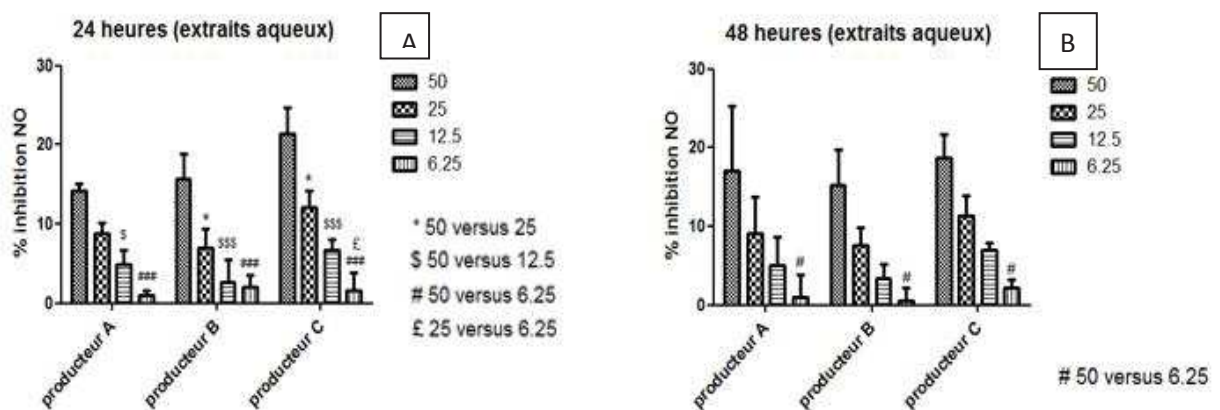 24 heures (extraits aqueux)
A
% inhibition NO
30
20
10
0
50
25
12.5
6.25
$
###
*
$$$
###
*
$$$
£
###
producteur A
producteur B
producteur C
* 50 versus 25
$ 50 versus 12.5
# 50 versus 6.25
£ 25 versus 6.25
48 heures (extraits aqueux)
B
% inhibition NO
30
20
10
0
50
25
12.5
6.25
#
#
#
producteur A
producteur B
producteur C
# 50 versus 6.25